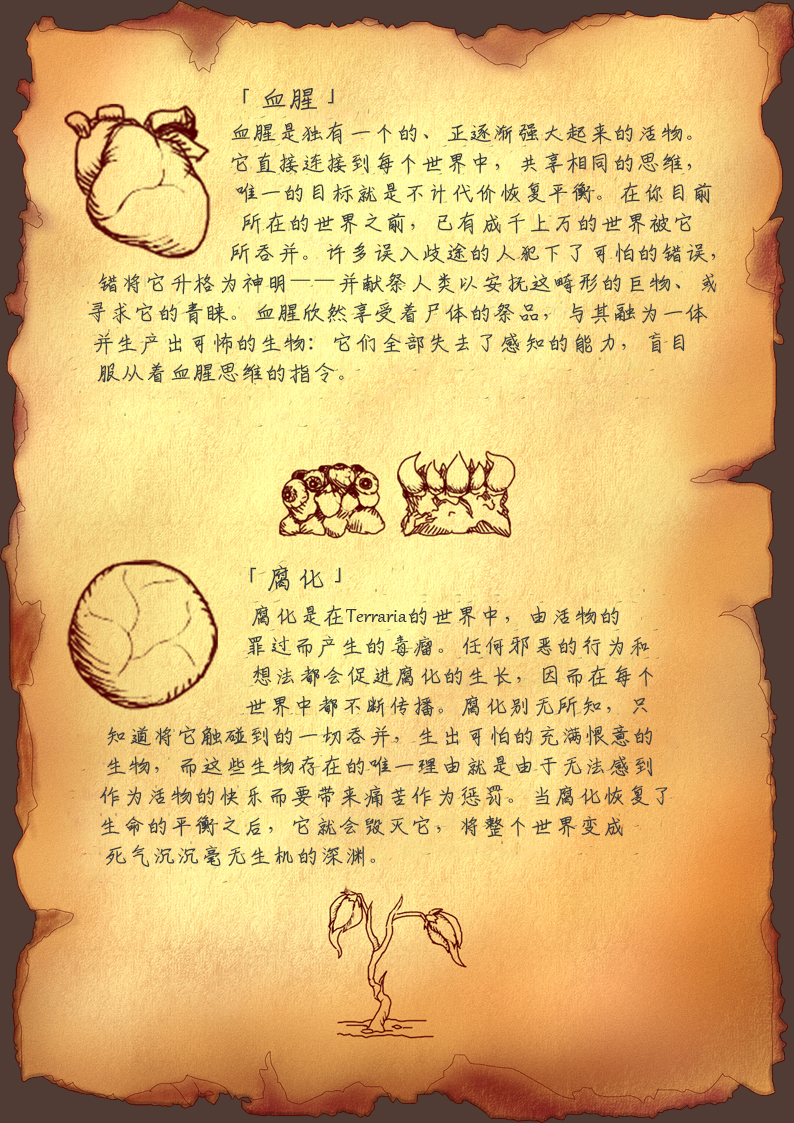 「血腥」
血腥是独有一个的、正逐渐强大起来的活物。
它直接连接到每个世界中，共享相同的思维，
唯一的目标就是不计代价恢复平衡。在你目前
所在的世界之前，已有成千上万的世界被它
所吞并。许多误入歧途的人犯下了可怕的错误，
错将它升格为神明——并献祭人类以安抚这畸形的巨物、或
寻求它的青睐。血腥欣然享受着尸体的祭品，与其融为一体
并生产出可怖的生物：它们全部失去了感知的能力，盲目
服从着血腥思维的指令。
「腐化」
腐化是在Terraria的世界中，由活物的
罪过而产生的毒瘤。任何邪恶的行为和
想法都会促进腐化的生长，因而在每个
世界中都不断传播。腐化别无所知，只
知道将它触碰到的一切吞并，生出可怕的充满恨意的
生物，而这些生物存在的唯一理由就是由于无法感到
作为活物的快乐而要带来痛苦作为惩罚。当腐化恢复了
生命的平衡之后，它就会毁灭它，将整个世界变成
死气沉沉毫无生机的深渊。